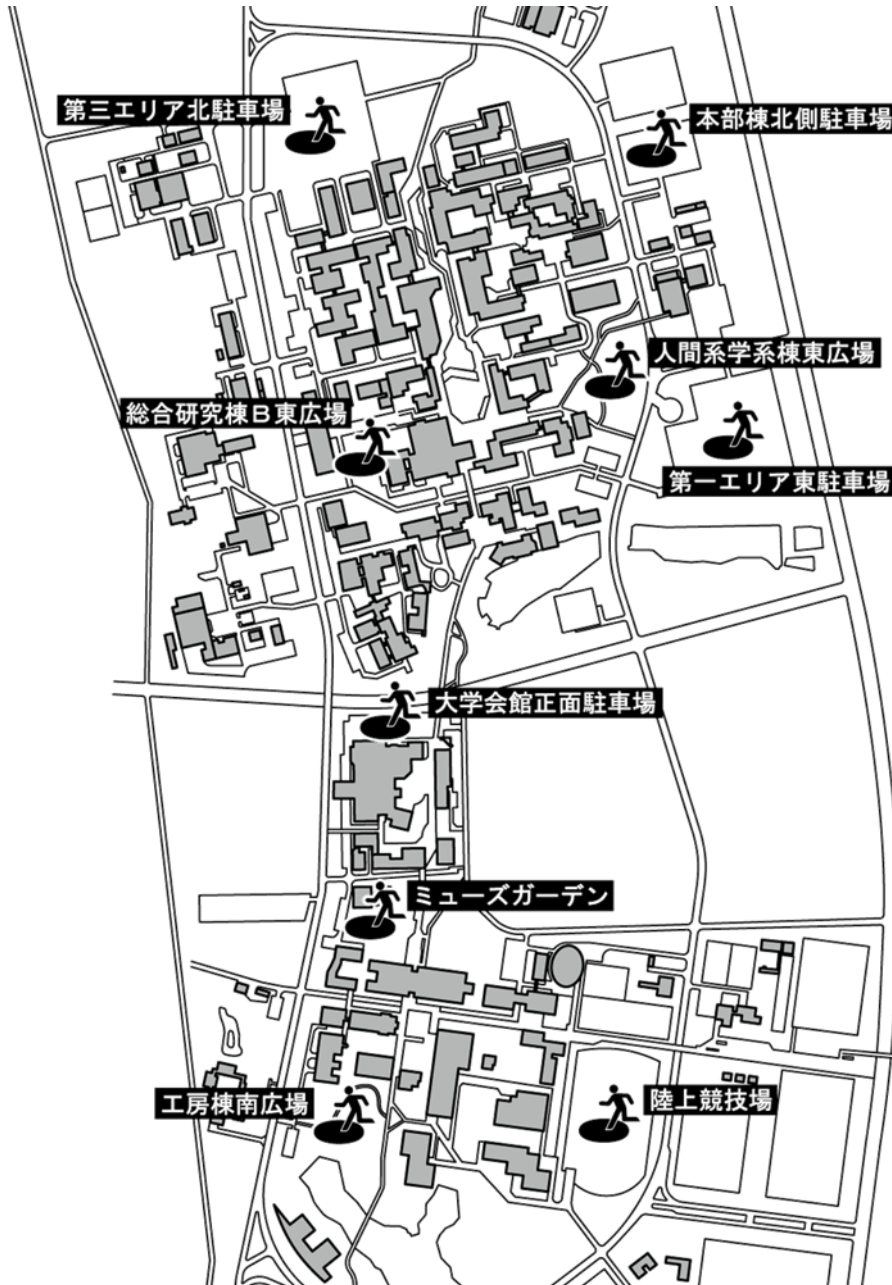 第三エリア北駐車場
本部棟北側駐車場
人間系学系棟東広場
総合研究棟B東広場
第一エリア東駐車場
大学会館正面駐車場
ミューズガーデン
工房棟南広場
陸上競技場